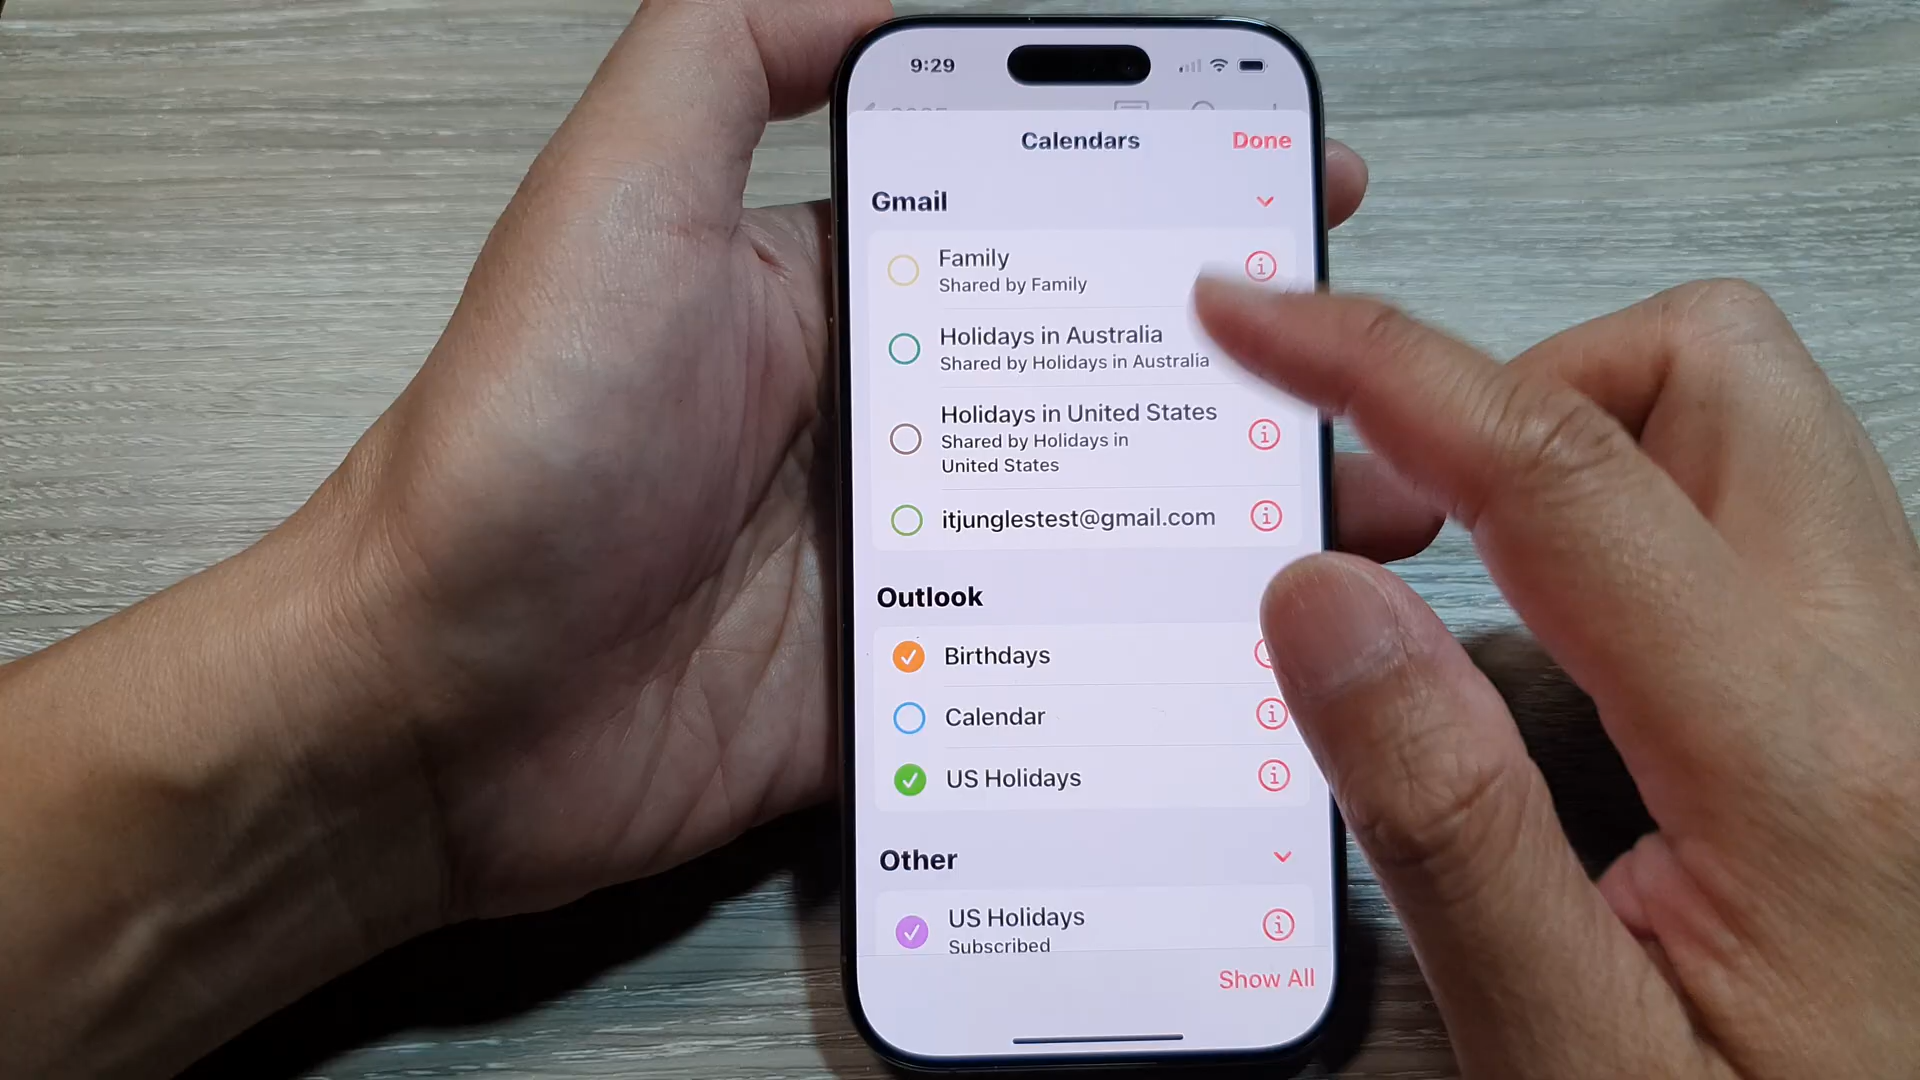 9:29
Calendars
Done
Gmail
Family
Shared by Family
Holidays in Australia
Shared by Holidays in Australia
Holidays in United States
Shared by Holidays in
United States
itjunglestest@gmail.com
Outlook
Birthdays
Calendar
US Holidays
Other
US Holidays
Subscribed
Show All